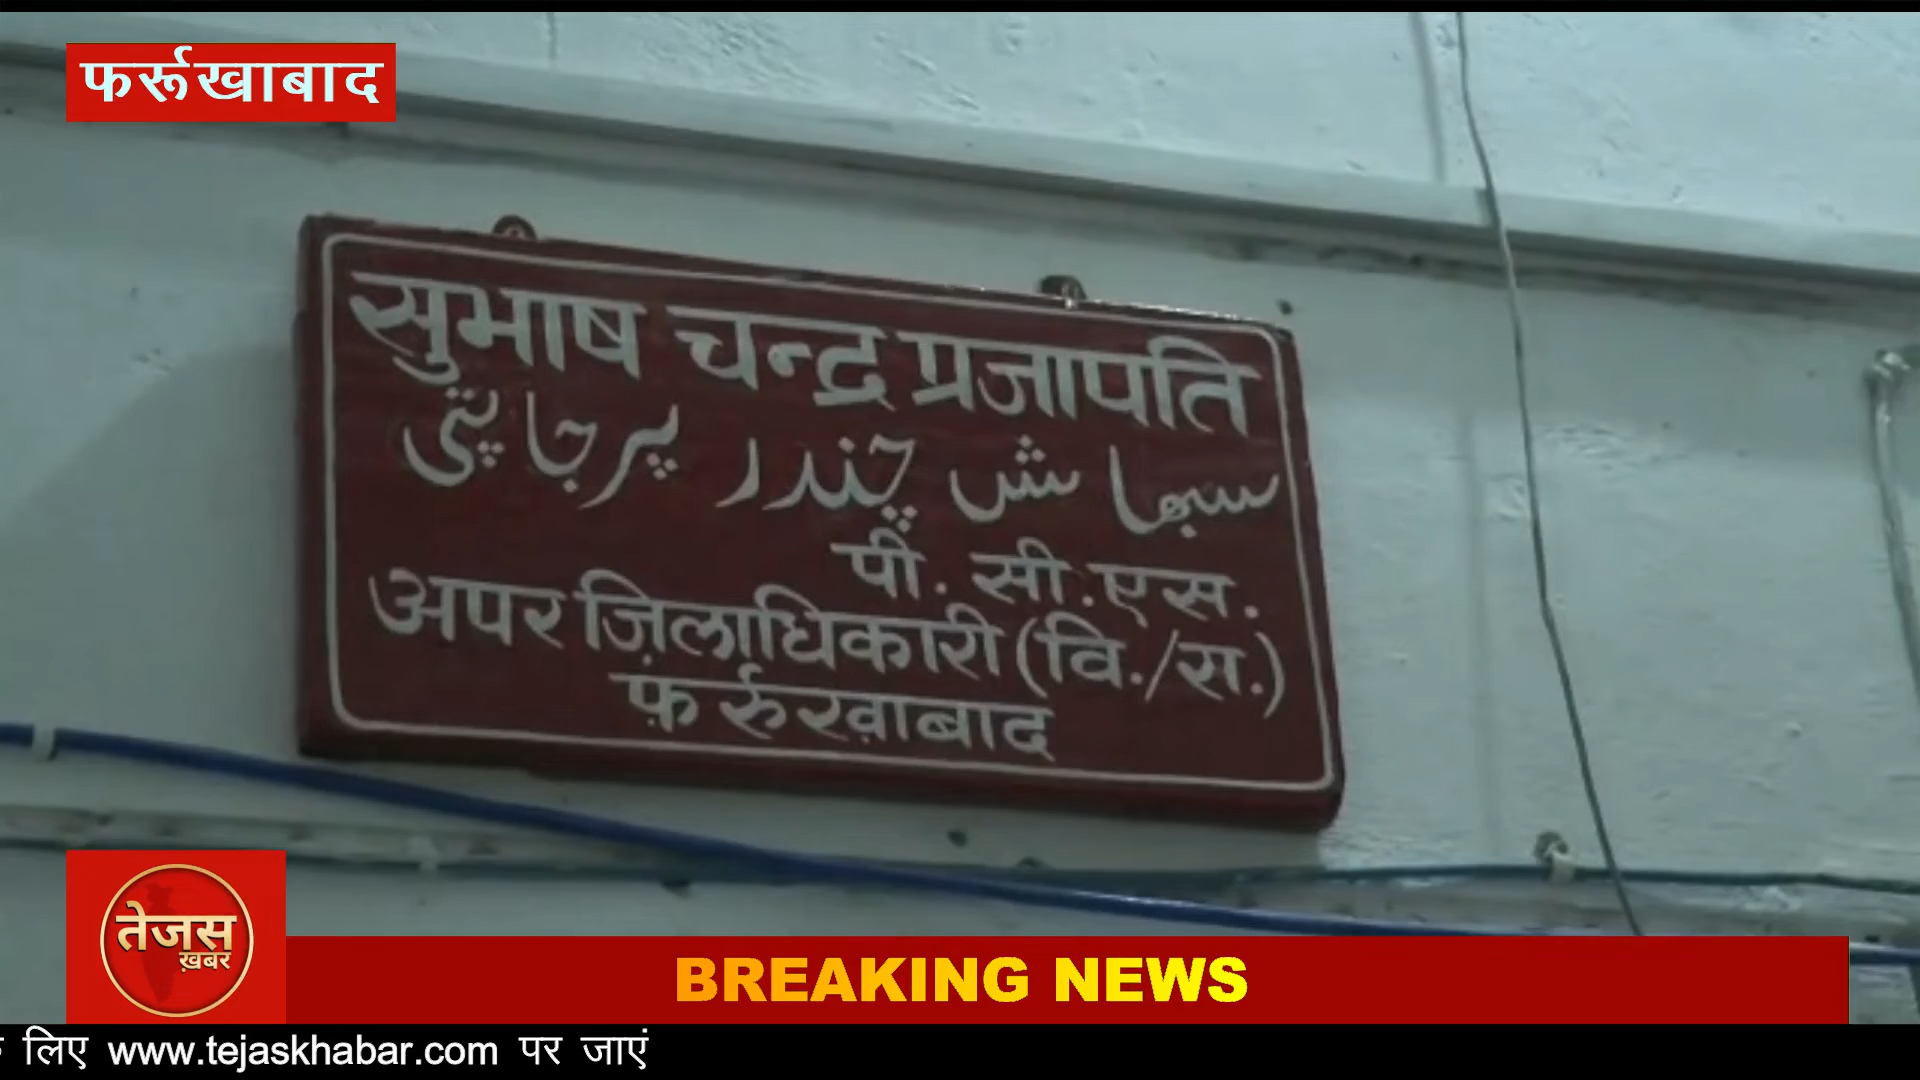 फर्रूखाबाद
सुभाष चन्द्र प्रजापति
سبھاش چندر پرجاپتی
पी. सी. एस.
अपर ज़िलाधिकारी (वि./स.)
फ़र्रुख़ाबाद
तेजस
ख़बर
BREAKING NEWS
लिए www.tejaskhabar.com पर जाएं